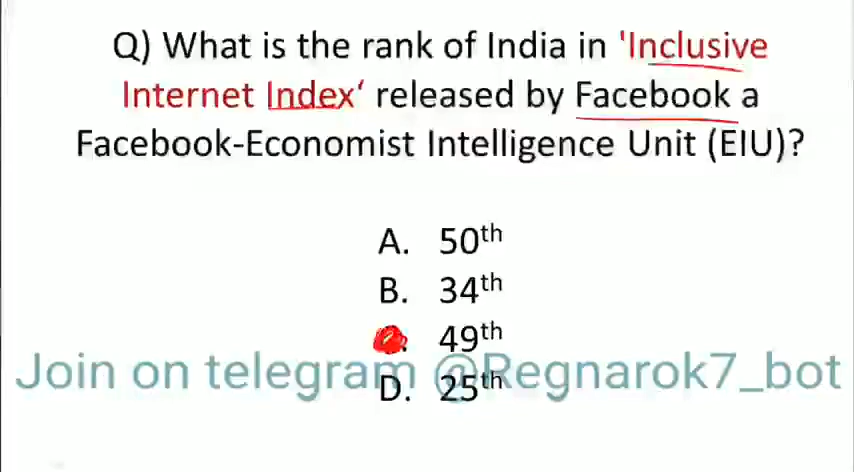 Q) What is the rank of India in 'Inclusive
Internet Index' released by Facebook a
Facebook-Economist Intelligence Unit (EIU)?
A. 50th
B. 34th
49th
D. 25th
Join on telegram @Regnarok7_bot